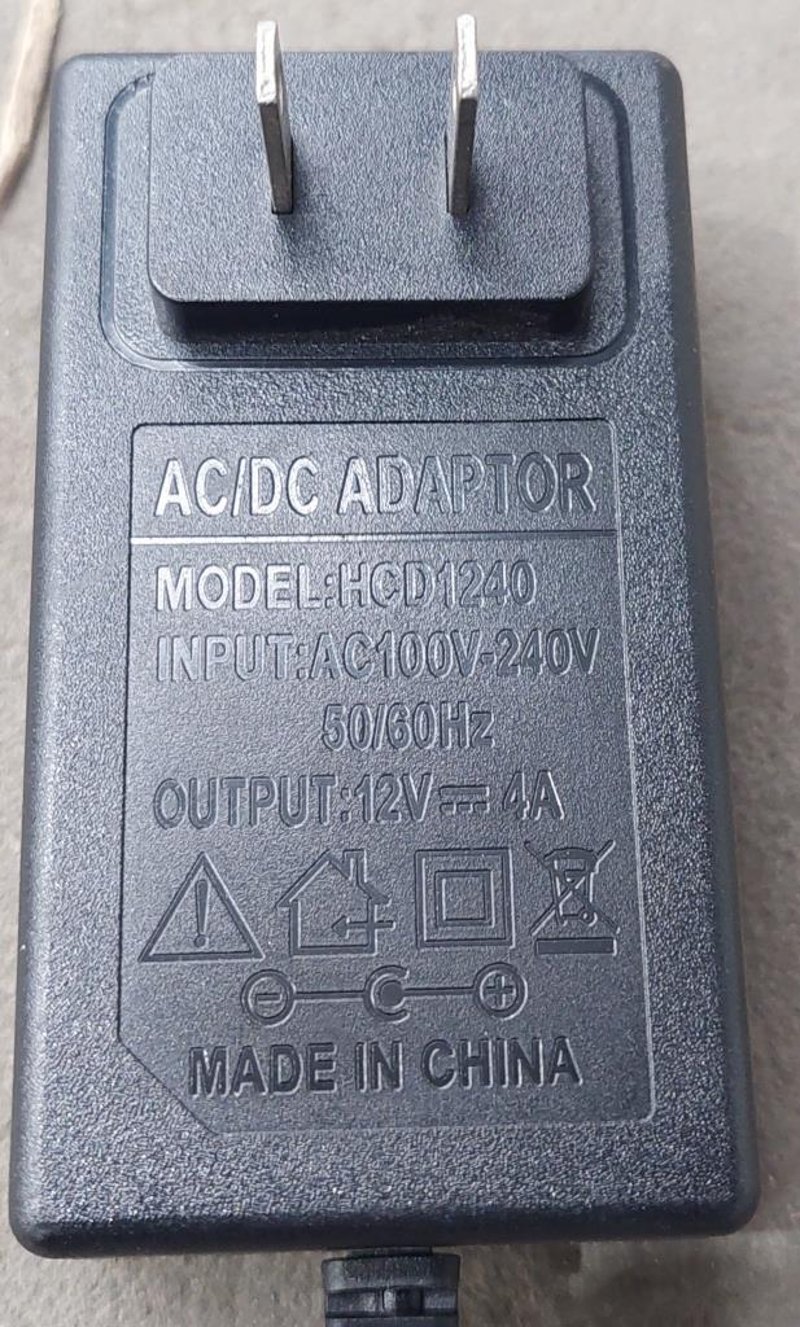 AC/DC ADAPTOR
MODEL:HCD1240
INPUT:AC100V-240V
50/60Hz
OUTPUT:12V⎓4A
MADE IN CHINA